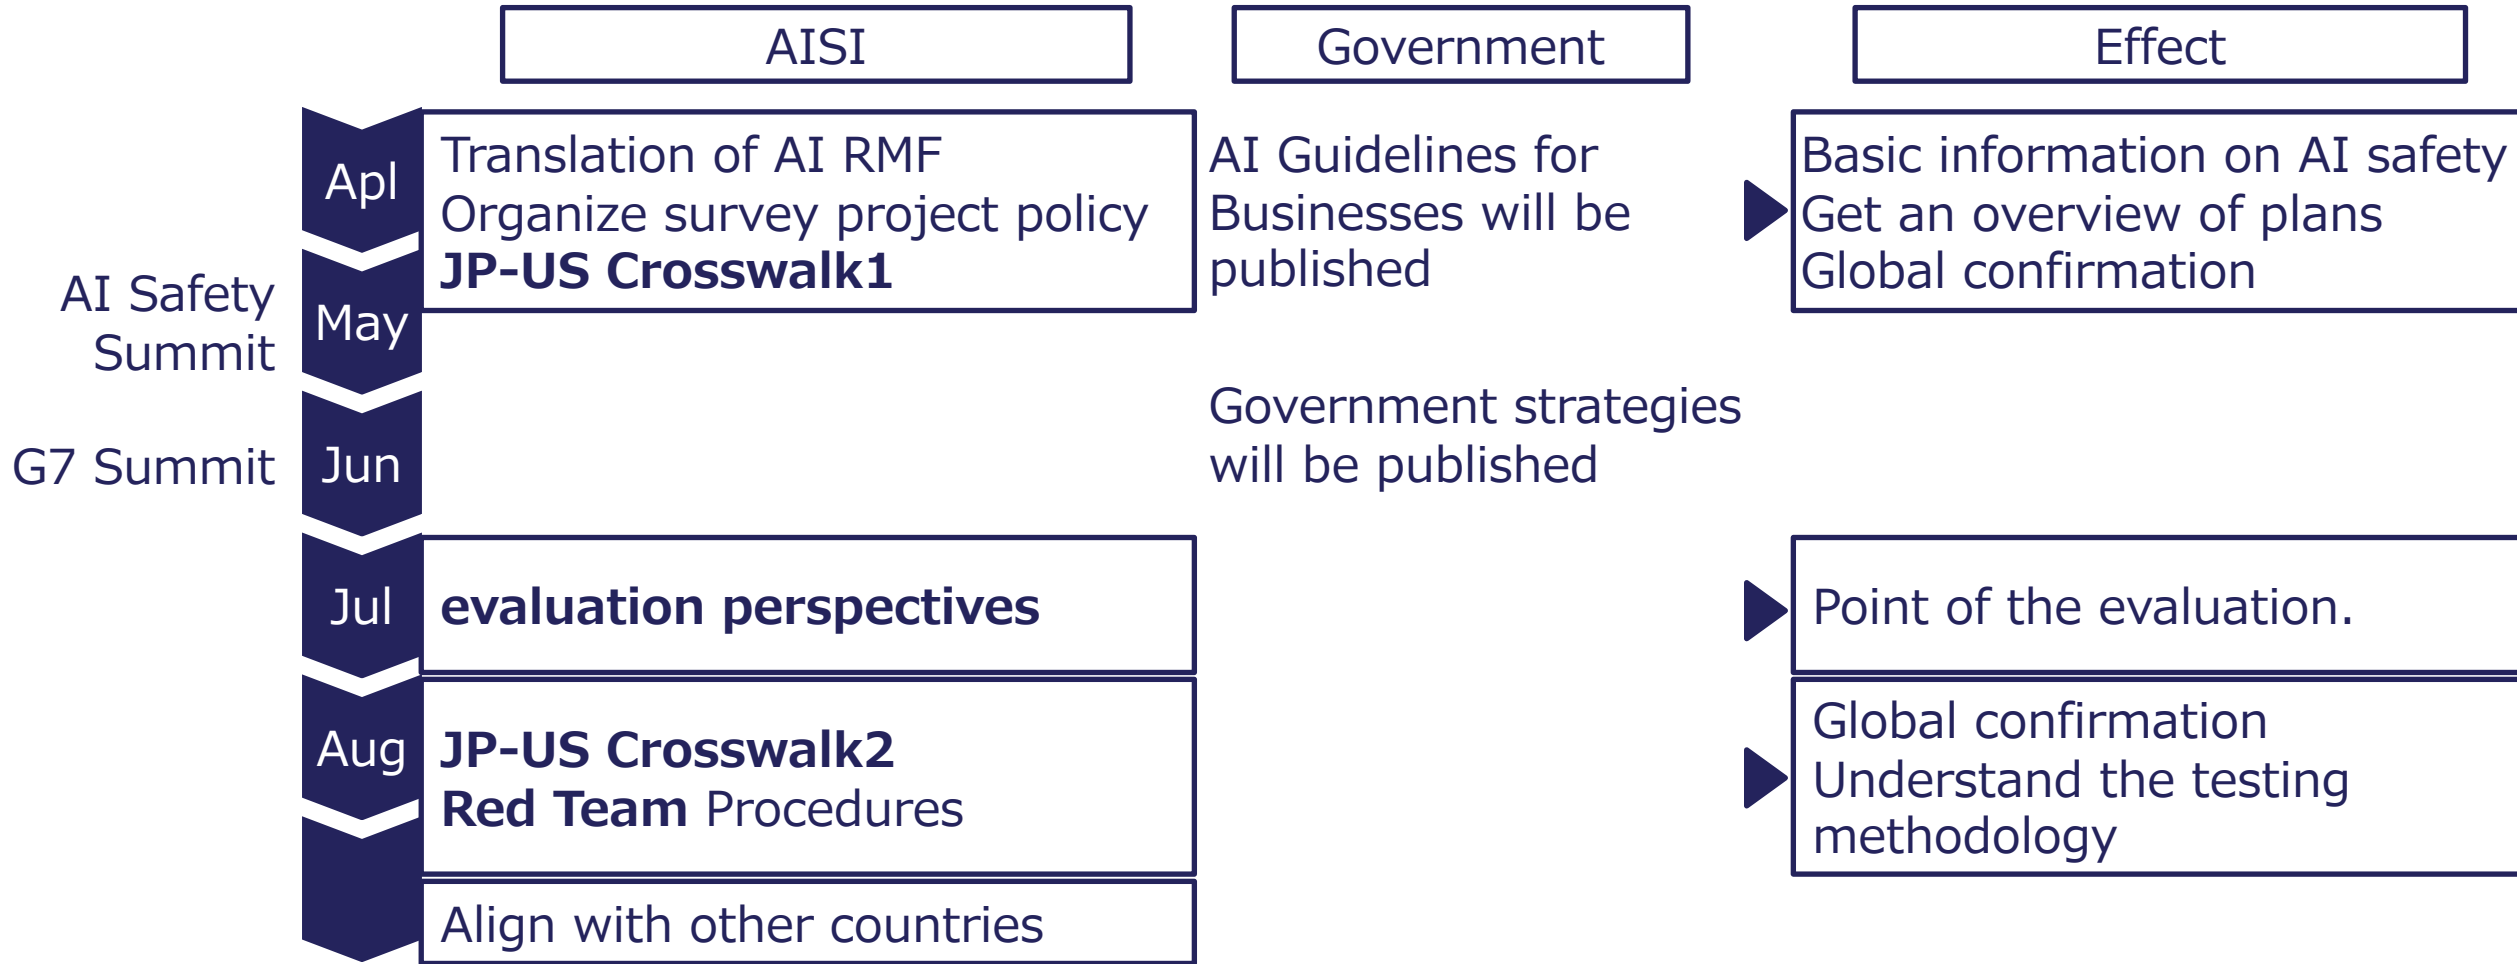 AISI
Government
Effect
Apl
Translation of AI RMF
Organize survey project policy
JP-US Crosswalk1
AI Guidelines for
Businesses will be
published
Basic information on AI safety
Get an overview of plans
Global confirmation
AI Safety
Summit
May
G7 Summit
Jun
Government strategies
will be published
Jul
evaluation perspectives
Point of the evaluation.
Aug
JP-US Crosswalk2
Red Team Procedures
Global confirmation
Understand the testing
methodology
Align with other countries